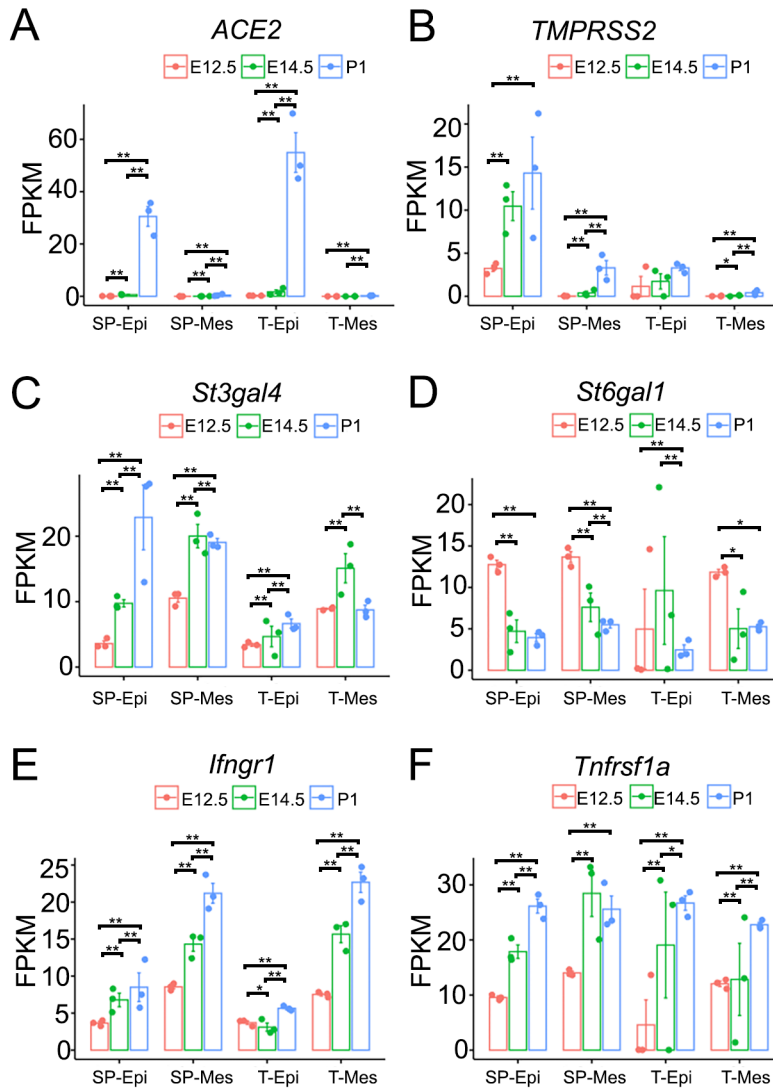 A
ACE2
E12.5 E14.5 P1
FPKM
60
40
20
0
** ** ** ** ** ** ** ** ** ** ** **
SP-Epi SP-Mes T-Epi T-Mes
B
TMPRSS2
E12.5 E14.5 P1
FPKM
20
15
10
5
0
** ** ** ** ** ** ** *
SP-Epi SP-Mes T-Epi T-Mes
C
St3gal4
E12.5 E14.5 P1
FPKM
20
10
0
** ** ** ** ** ** ** ** ** ** **
SP-Epi SP-Mes T-Epi T-Mes
D
St6gal1
E12.5 E14.5 P1
FPKM
20
15
10
5
0
** ** ** ** ** ** ** * *
SP-Epi SP-Mes T-Epi T-Mes
E
Ifngr1
E12.5 E14.5 P1
FPKM
25
20
15
10
5
0
** ** ** ** ** ** ** ** * ** ** **
SP-Epi SP-Mes T-Epi T-Mes
F
Tnfrsf1a
E12.5 E14.5 P1
FPKM
30
20
10
0
** ** ** ** ** ** * ** ** ** **
SP-Epi SP-Mes T-Epi T-Mes